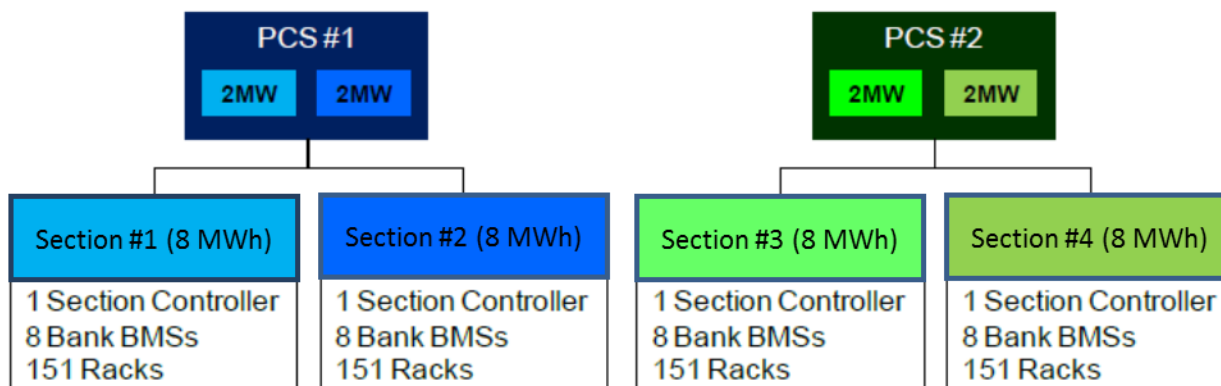 PCS #1
2MW
2MW
PCS #2
2MW
2MW
Section #1 (8 MWh)
1 Section Controller
8 Bank BMSs
151 Racks
Section #2 (8 MWh)
1 Section Controller
8 Bank BMSs
151 Racks
Section #3 (8 MWh)
1 Section Controller
8 Bank BMSs
151 Racks
Section #4 (8 MWh)
1 Section Controller
8 Bank BMSs
151 Racks